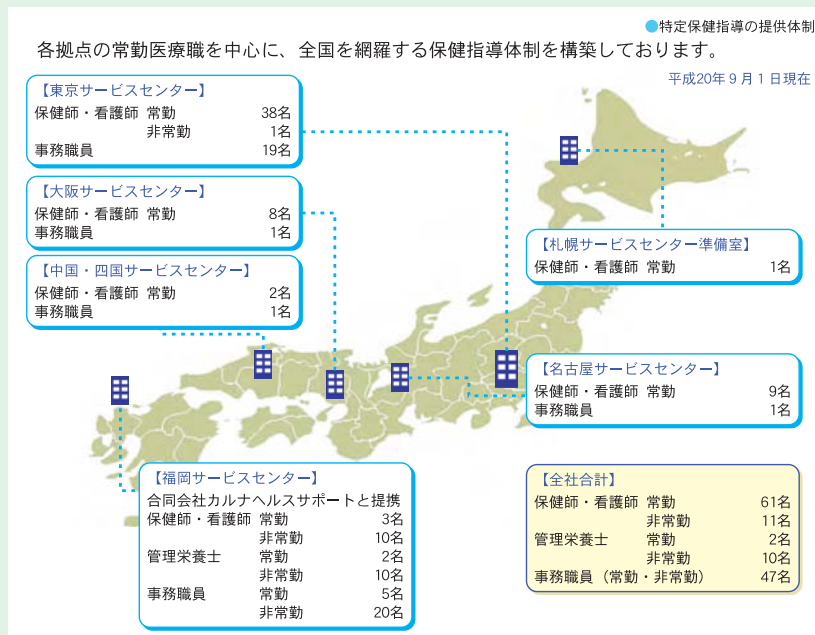 ●特定保健指導の提供体制
各拠点の常勤医療職を中心に、全国を網羅する保健指導体制を構築しております。
平成20年9月1日現在
【東京サービスセンター】
保健師・看護師 常勤 38名
非常勤 1名
事務職員 19名
【大阪サービスセンター】
保健師・看護師 常勤 8名
事務職員 1名
【中国・四国サービスセンター】
保健師・看護師 常勤 2名
事務職員 1名
【札幌サービスセンター準備室】
保健師・看護師 常勤 1名
【名古屋サービスセンター】
保健師・看護師 常勤 9名
事務職員 1名
【福岡サービスセンター】
合同会社カルナヘルスサポートと提携
保健師・看護師 常勤 3名
非常勤 10名
管理栄養士 常勤 2名
非常勤 10名
事務職員 常勤 5名
非常勤 20名
【全社合計】
保健師・看護師 常勤 61名
非常勤 11名
管理栄養士 常勤 2名
非常勤 10名
事務職員（常勤・非常勤） 47名